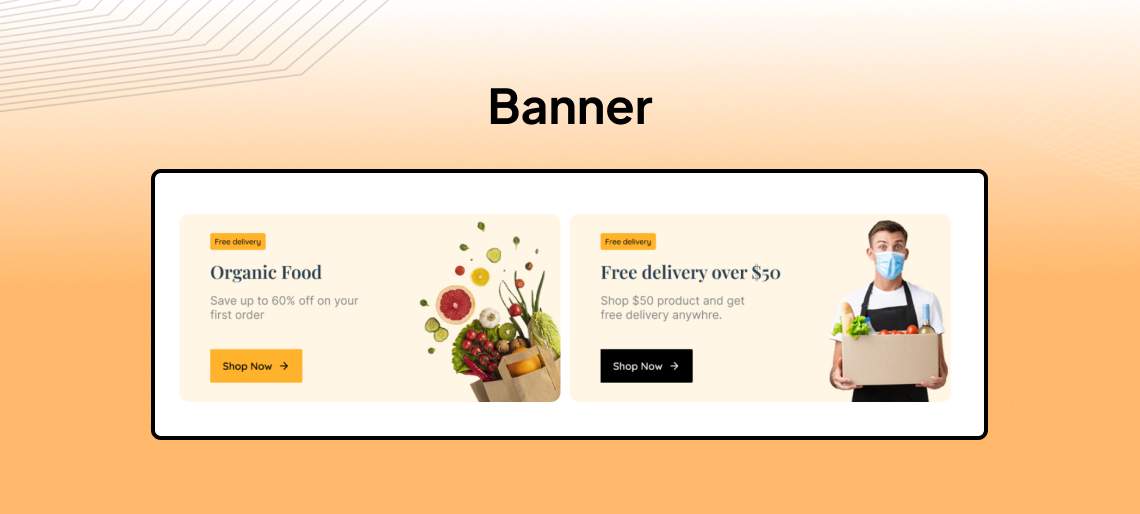 Banner
Free delivery
Organic Food
Save up to 60% off on your
first order
Shop Now
Free delivery
Free delivery over $50
Shop $50 product and get
free delivery anywhre.
Shop Now